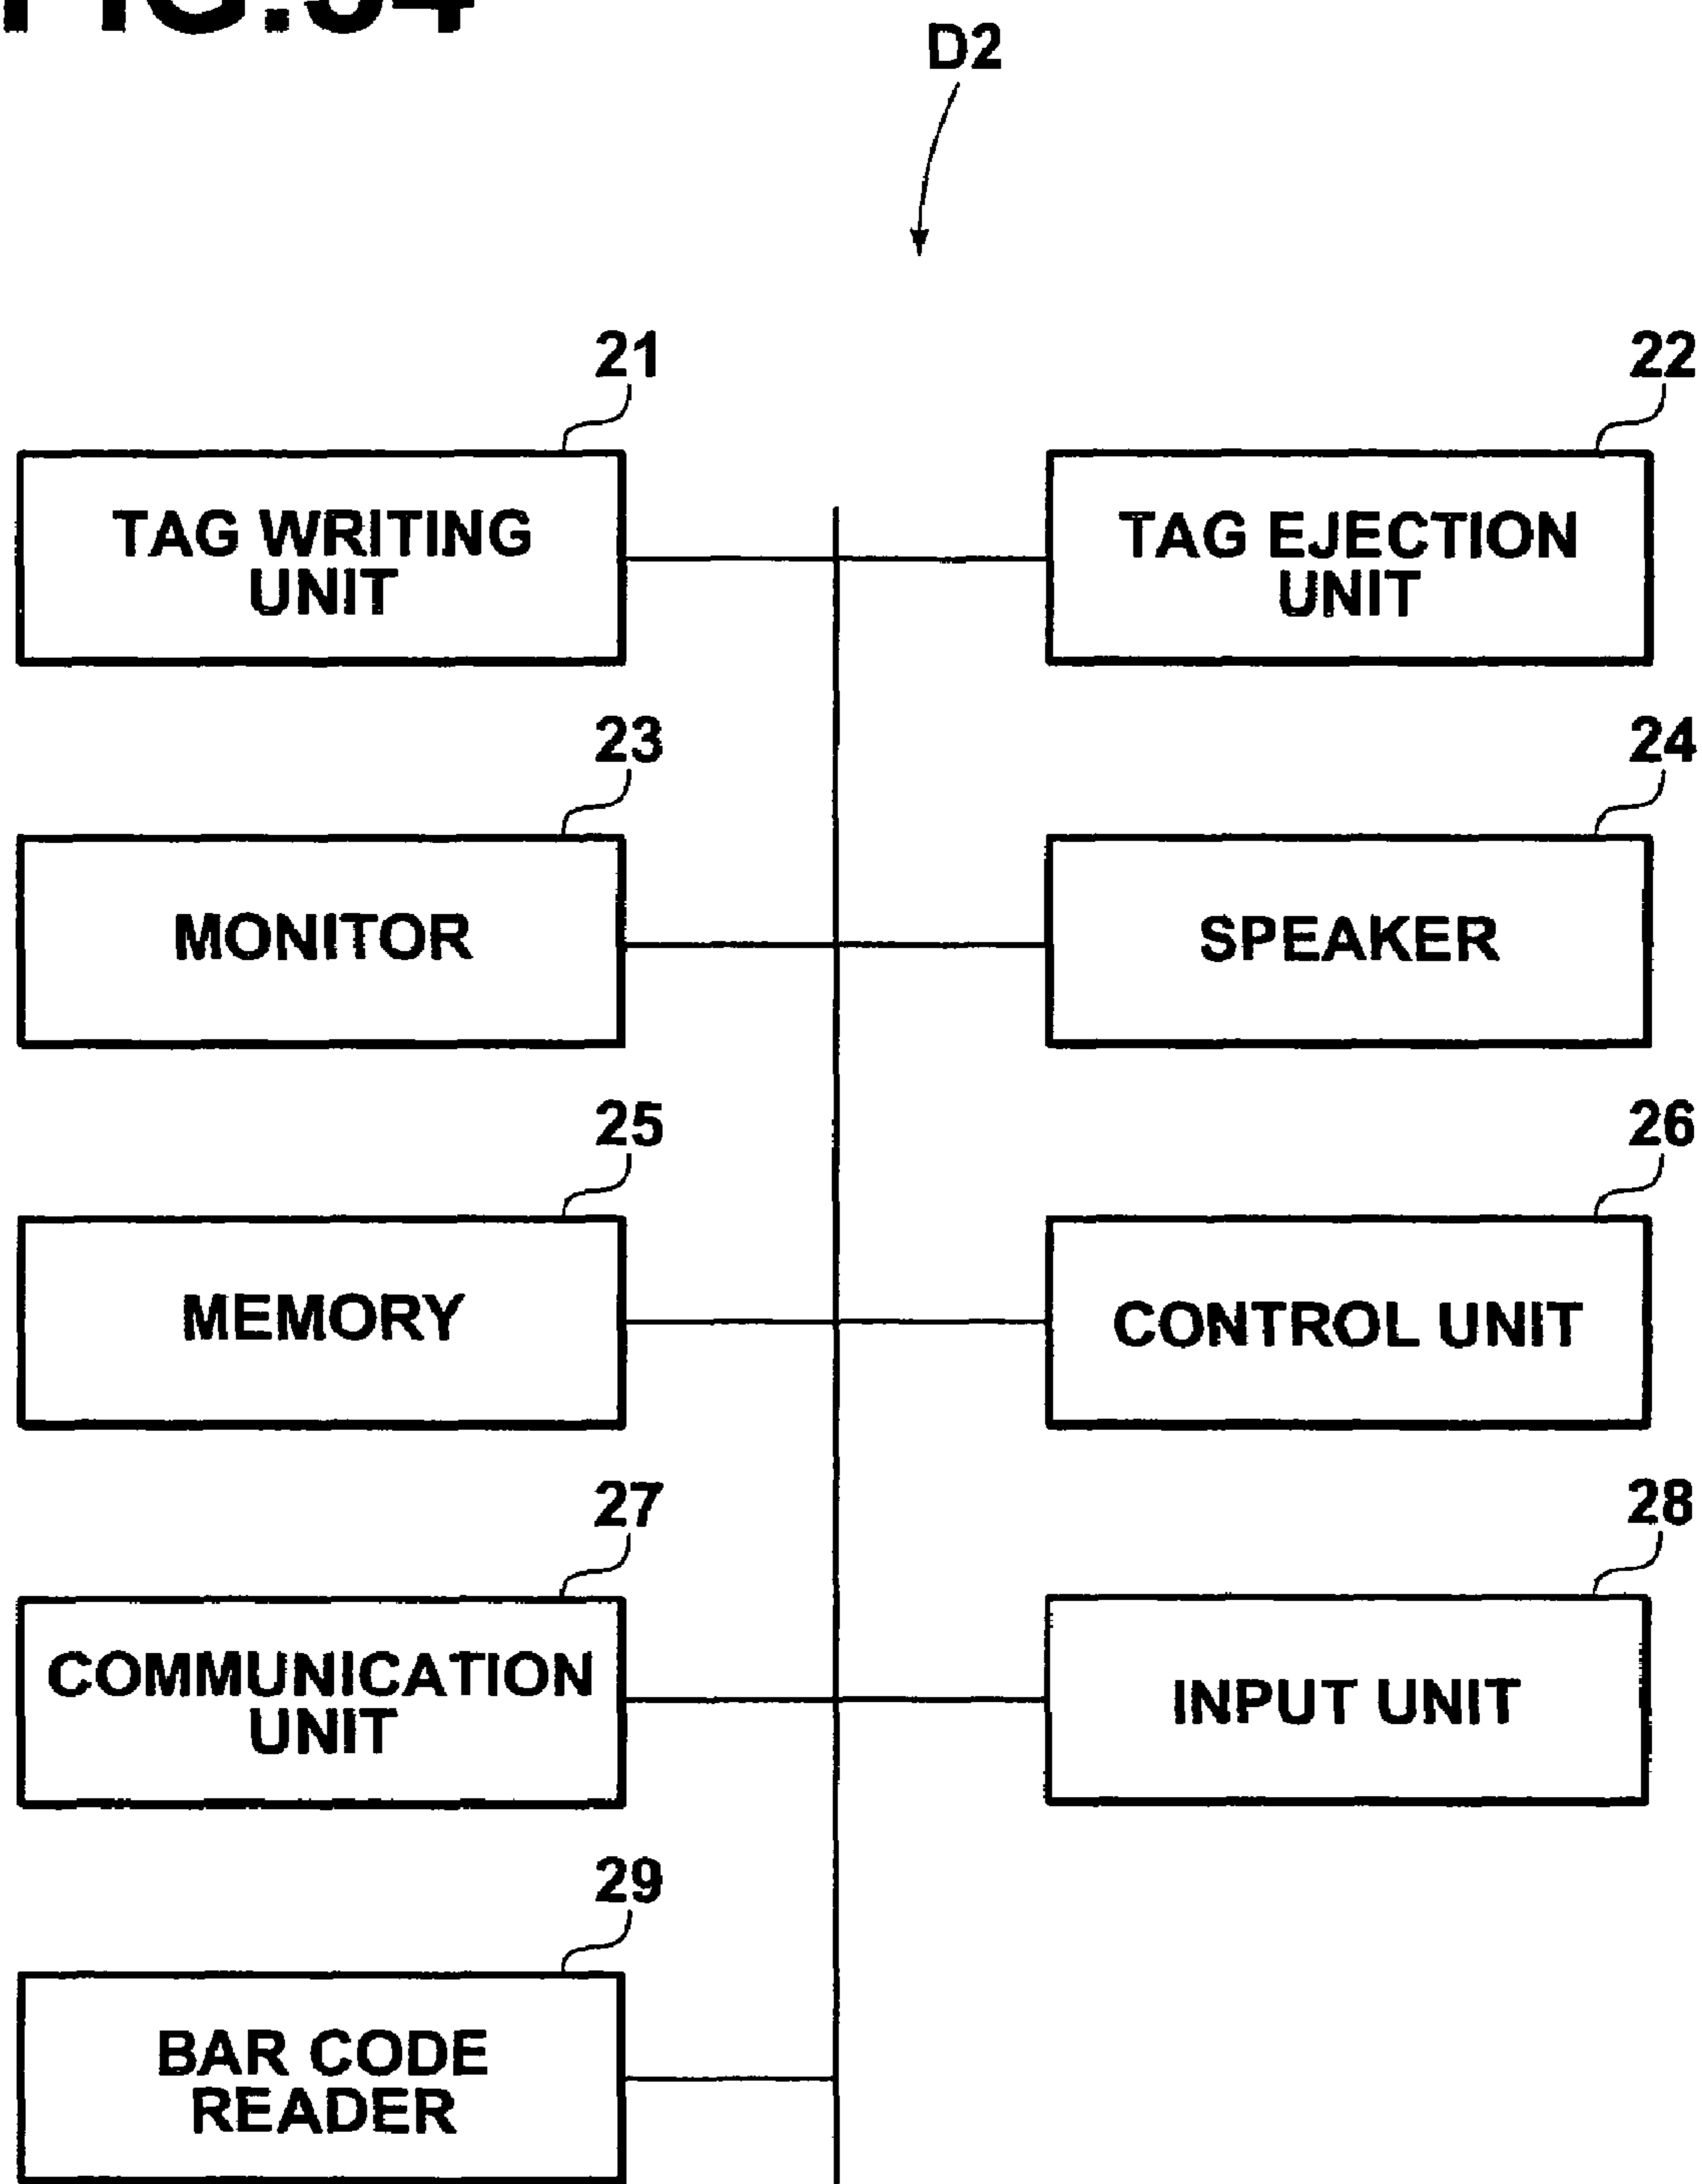 D2
21
22
TAG WRITING
UNIT
TAG EJECTION
UNIT
23
24
MONITOR
SPEAKER
25
26
MEMORY
CONTROL UNIT
27
28
COMMUNICATION
UNIT
INPUT UNIT
29
BAR CODE
READER